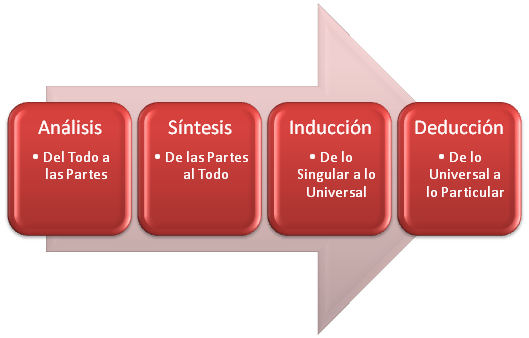 Análisis
• Del Todo a
las Partes
Síntesis
• De las Partes
al Todo
Inducción
• De lo
Singular a lo
Universal
Deducción
• De lo
Universal a
lo Particular